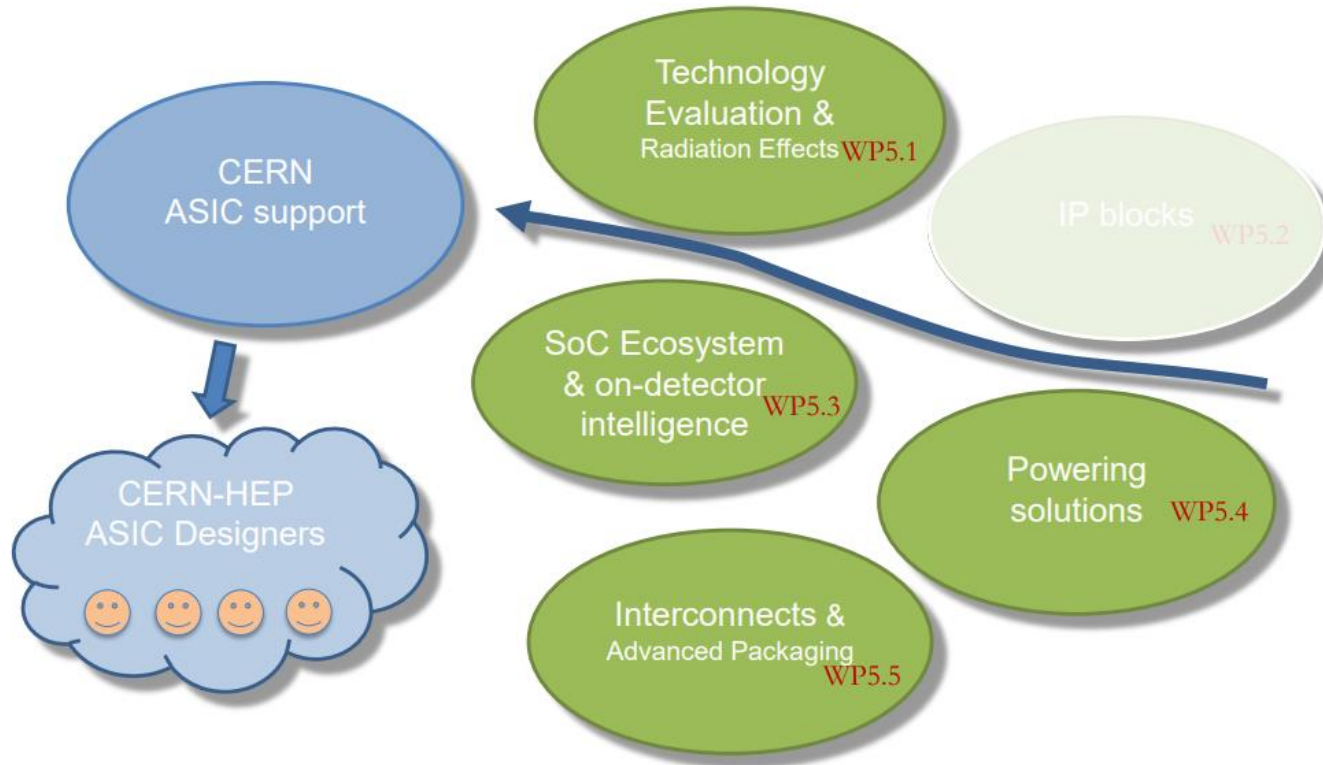 Technology
Evaluation &
Radiation Effects WP5.1
CERN
ASIC support
IP blocks
WP5.2
SoC Ecosystem
& on-detector
intelligence
WP5.3
Powering
solutions
WP5.4
CERN-HEP
ASIC Designers
Interconnects &
Advanced Packaging
WP5.5